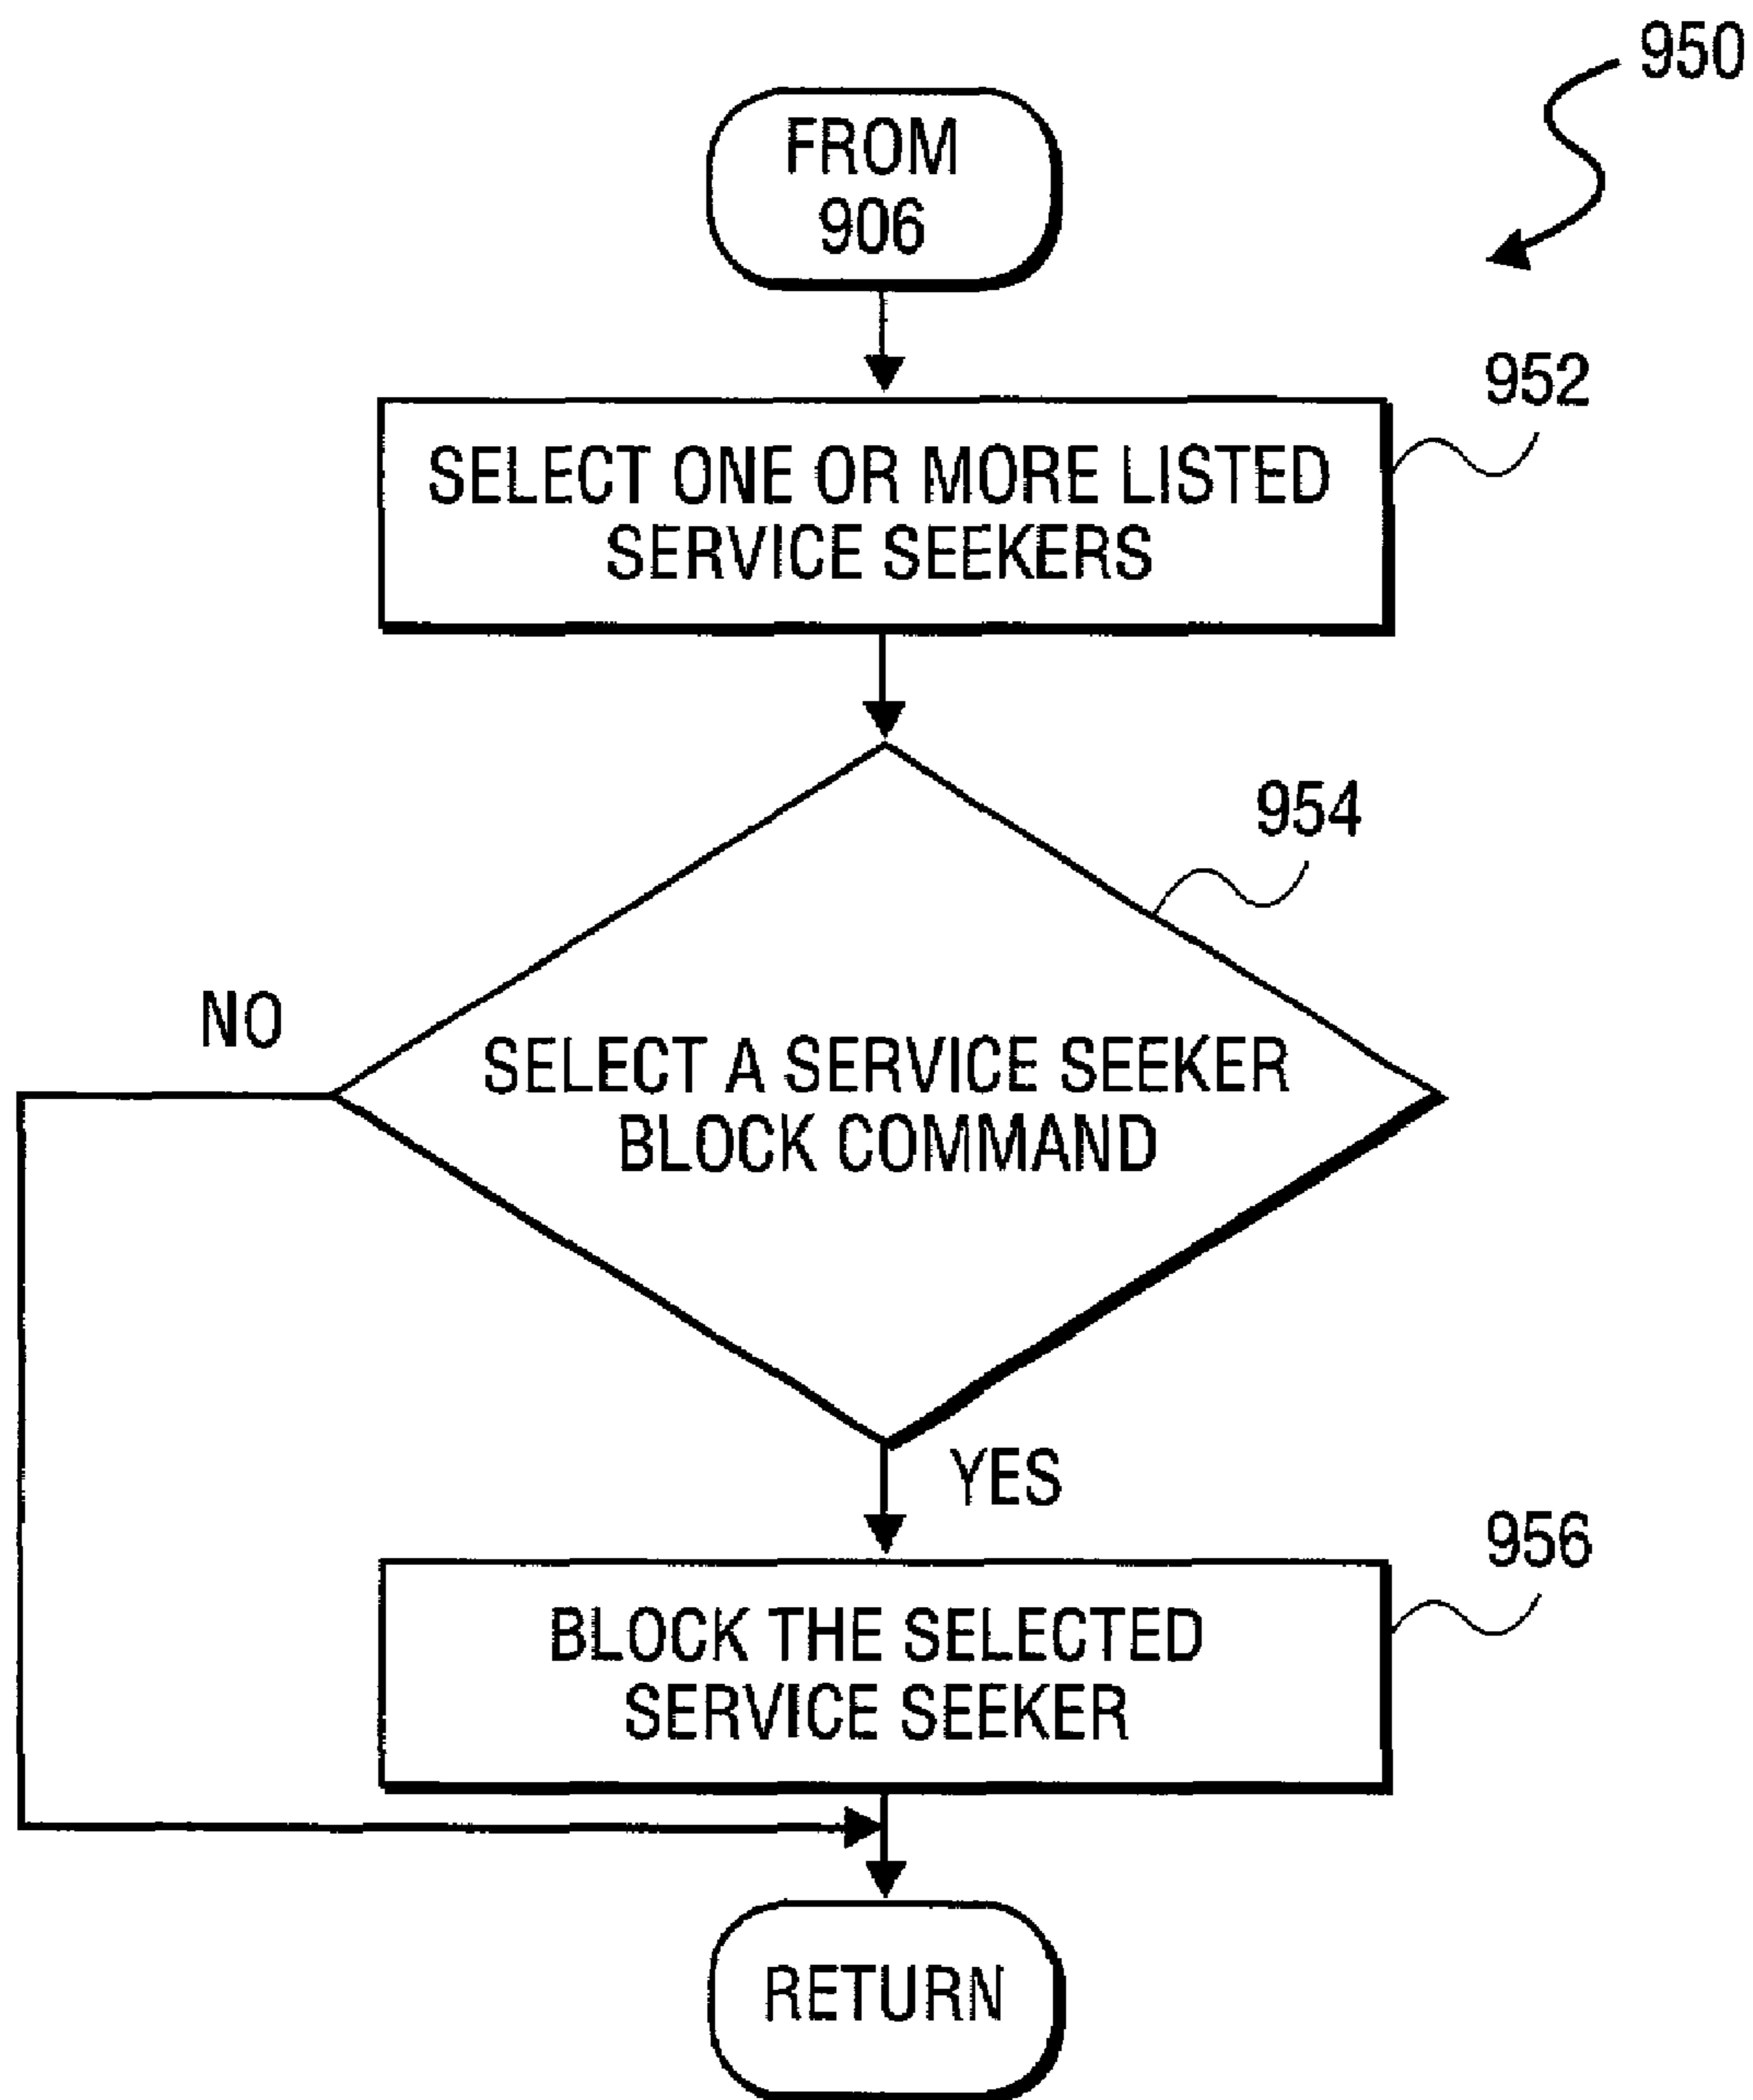 950
FROM
906
952
SELECT ONE OR MORE LISTED
SERVICE SEEKERS
954
NO
SELECT A SERVICE SEEKER
BLOCK COMMAND
YES
956
BLOCK THE SELECTED
SERVICE SEEKER
RETURN